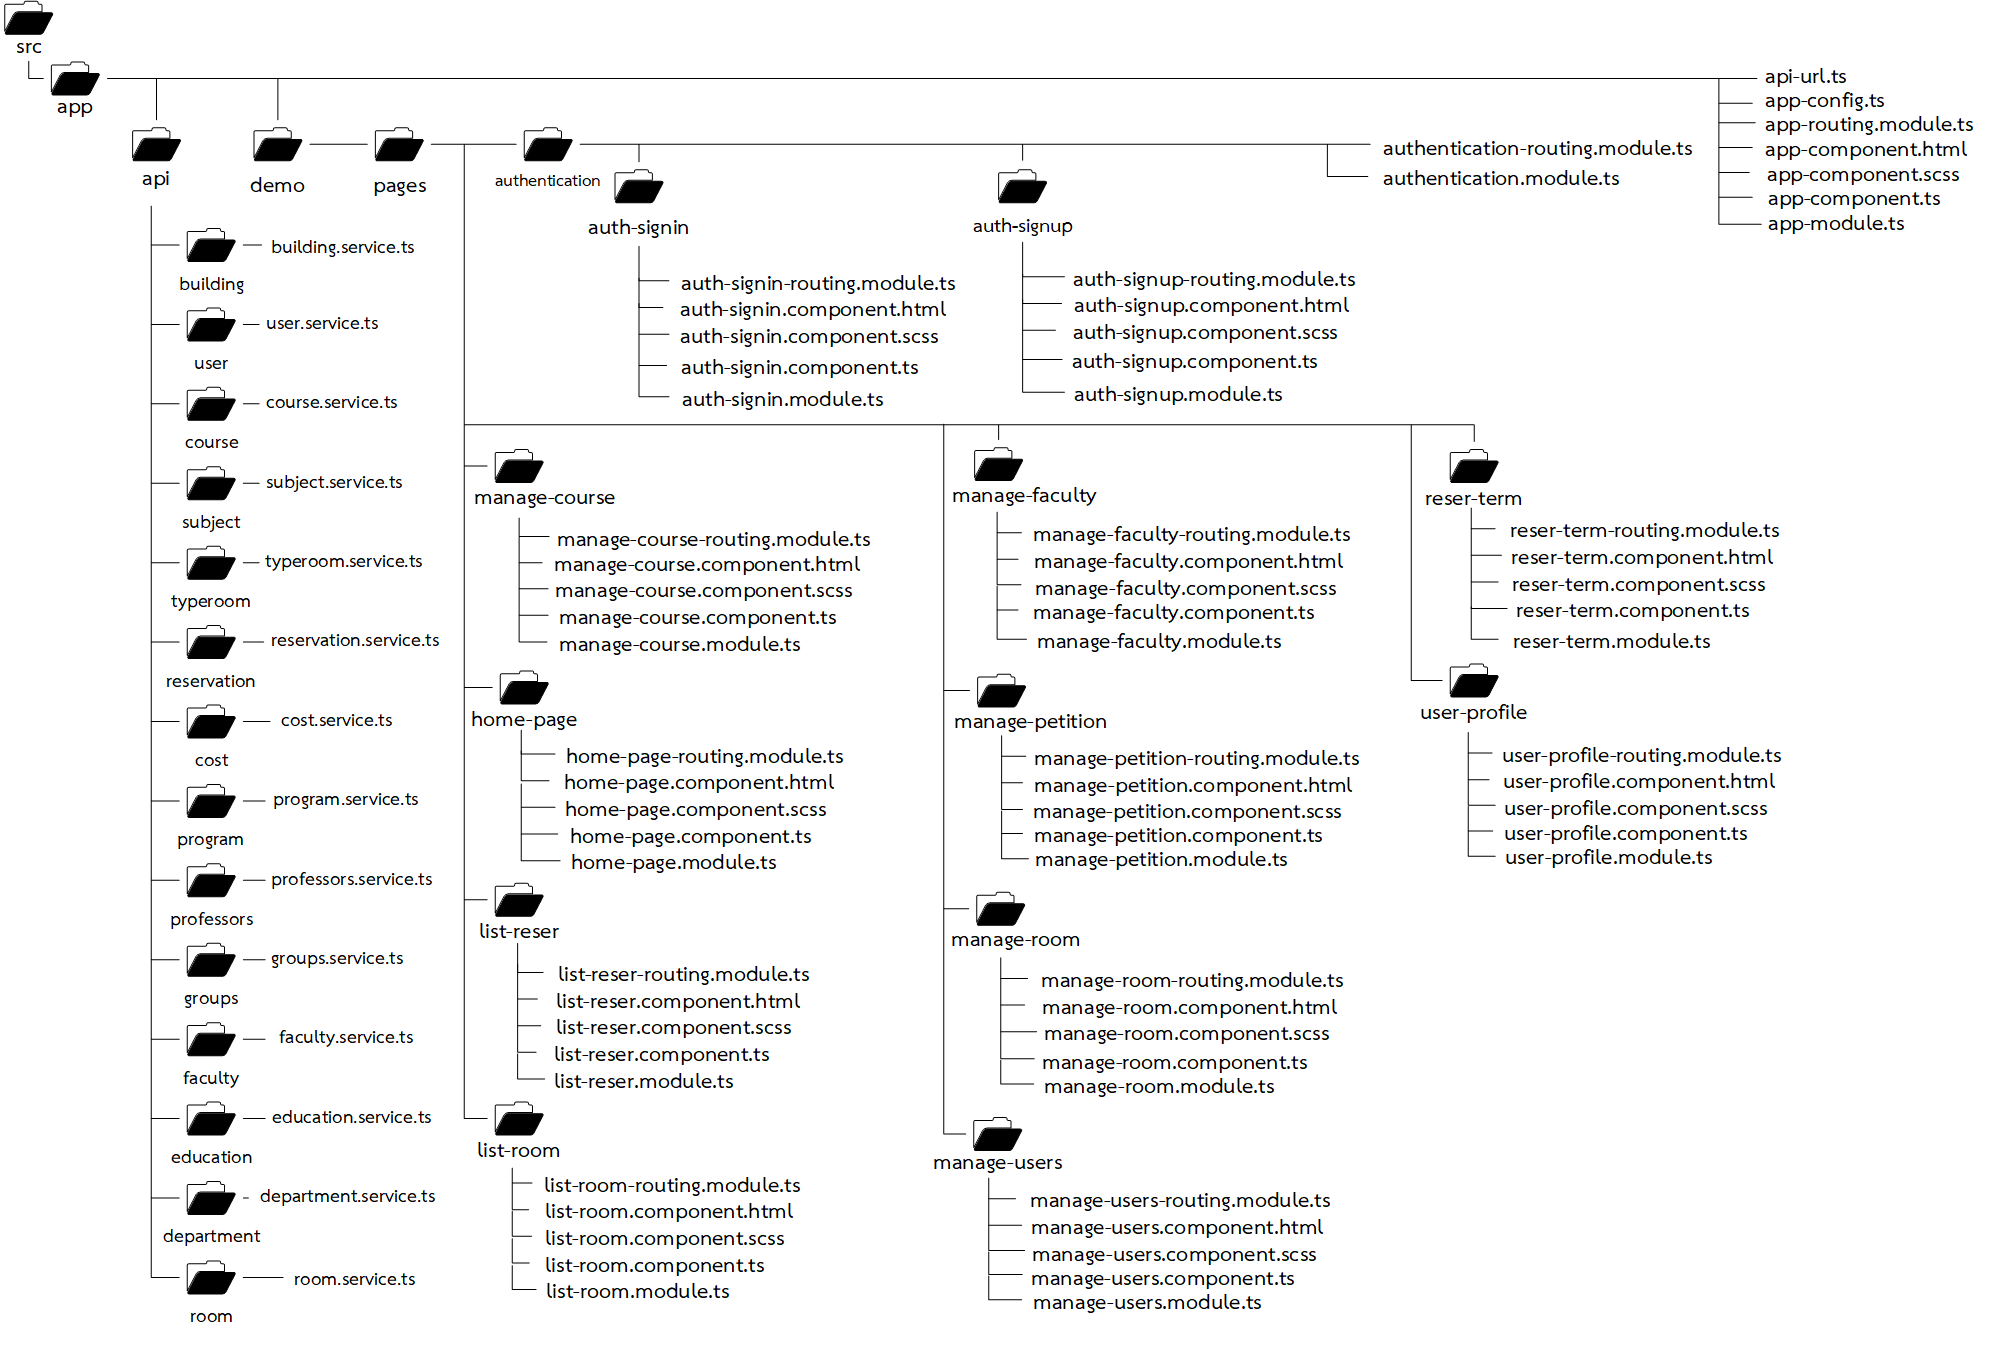 src
app
api-url.ts
app-config.ts
app-routing.module.ts
app-component.html
app-component.scss
app-component.ts
app-module.ts
api
demo
pages
authentication
authentication-routing.module.ts
authentication.module.ts
auth-signin
auth-signin-routing.module.ts
auth-signin.component.html
auth-signin.component.scss
auth-signin.component.ts
auth-signin.module.ts
auth-signup
auth-signup-routing.module.ts
auth-signup.component.html
auth-signup.component.scss
auth-signup.component.ts
auth-signup.module.ts
building.service.ts
building
user.service.ts
user
course.service.ts
course
subject.service.ts
subject
typeroom.service.ts
typeroom
reservation.service.ts
reservation
cost.service.ts
cost
program.service.ts
program
professors.service.ts
professors
groups.service.ts
groups
faculty.service.ts
faculty
education.service.ts
education
department.service.ts
department
room.service.ts
room
manage-course
manage-course-routing.module.ts
manage-course.component.html
manage-course.component.scss
manage-course.component.ts
manage-course.module.ts
home-page
home-page-routing.module.ts
home-page.component.html
home-page.component.scss
home-page.component.ts
home-page.module.ts
list-reser
list-reser-routing.module.ts
list-reser.component.html
list-reser.component.scss
list-reser.component.ts
list-reser.module.ts
list-room
list-room-routing.module.ts
list-room.component.html
list-room.component.scss
list-room.component.ts
list-room.module.ts
manage-faculty
manage-faculty-routing.module.ts
manage-faculty.component.html
manage-faculty.component.scss
manage-faculty.component.ts
manage-faculty.module.ts
manage-petition
manage-petition-routing.module.ts
manage-petition.component.html
manage-petition.component.scss
manage-petition.component.ts
manage-petition.module.ts
manage-room
manage-room-routing.module.ts
manage-room.component.html
manage-room.component.scss
manage-room.component.ts
manage-room.module.ts
manage-users
manage-users-routing.module.ts
manage-users.component.html
manage-users.component.scss
manage-users.component.ts
manage-users.module.ts
reser-term
reser-term-routing.module.ts
reser-term.component.html
reser-term.component.scss
reser-term.component.ts
reser-term.module.ts
user-profile
user-profile-routing.module.ts
user-profile.component.html
user-profile.component.scss
user-profile.component.ts
user-profile.module.ts